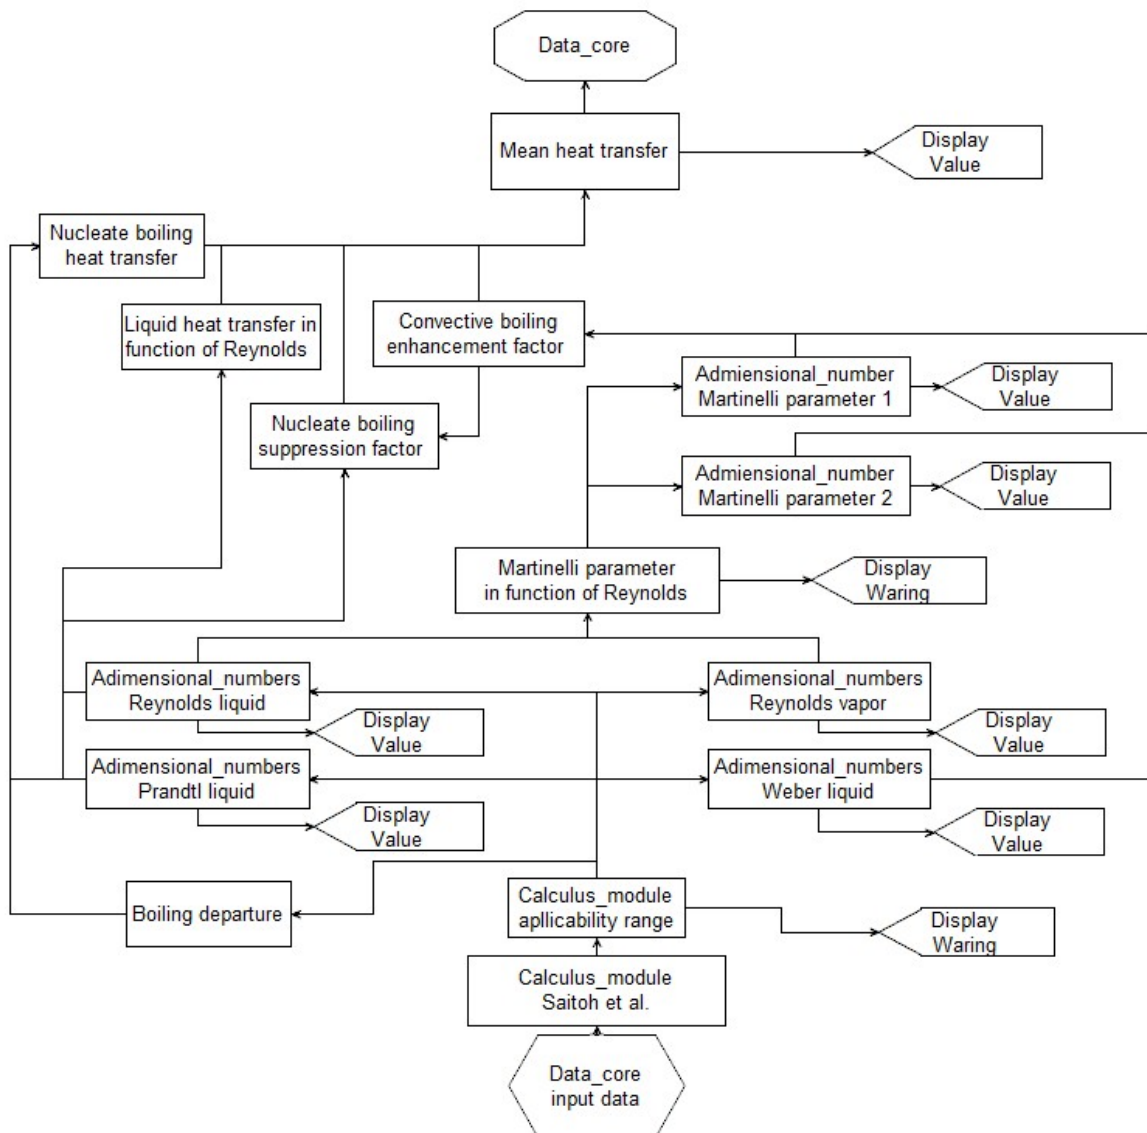 Data_core
Mean heat transfer
Display
Value
Nucleate boiling
heat transfer
Liquid heat transfer in
function of Reynolds
Convective boiling
enhancement factor
Admiensional_number
Martinelli parameter 1
Display
Value
Nucleate boiling
suppression factor
Admiensional_number
Martinelli parameter 2
Display
Value
Martinelli parameter
in function of Reynolds
Display
Waring
Adimensional_numbers
Reynolds liquid
Adimensional_numbers
Reynolds vapor
Display
Value
Display
Value
Adimensional_numbers
Prandtl liquid
Adimensional_numbers
Weber liquid
Display
Value
Display
Value
Boiling departure
Calculus_module
apllicability range
Display
Waring
Calculus_module
Saitoh et al.
Data_core
input data